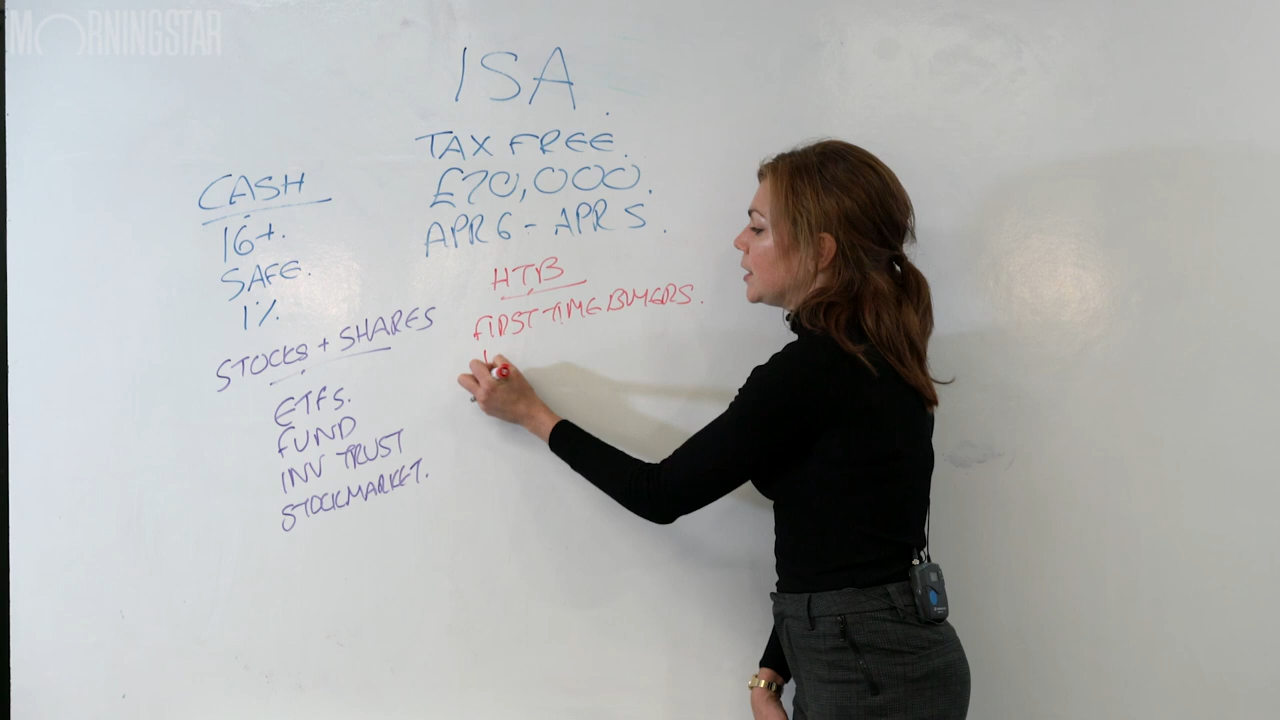 MORNINGSTAR
ISA.
TAX FREE.
£20,000.
APR 6 - APR 5.
CASH
16+.
SAFE.
1%
STOCKS + SHARES
ETFS.
FUND
INV TRUST
STOCKMARKET.
HTB
FIRST TIME BUYERS.